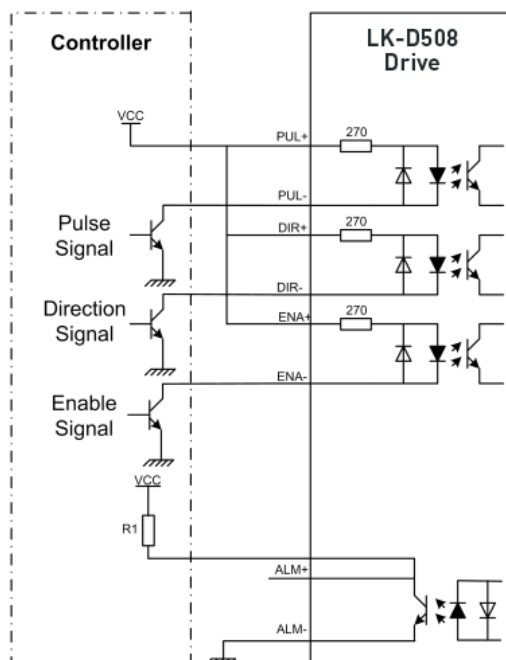 Controller
LK-D508
Drive
VCC
PUL+
270
PUL-
Pulse
Signal
DIR+
270
DIR-
Direction
Signal
ENA+
270
ENA-
Enable
Signal
VCC
R1
ALM+
ALM-